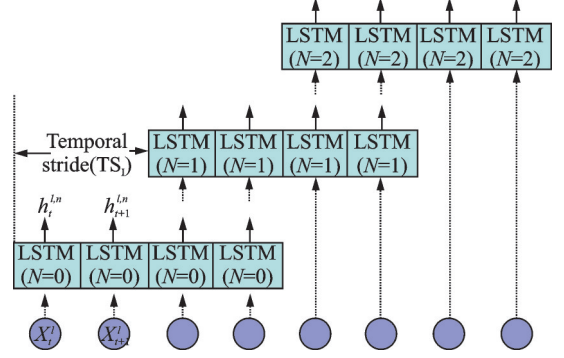 LSTM LSTM LSTM LSTM
(N=2) (N=2) (N=2) (N=2)
Temporal
stride(TS₁)
LSTM LSTM LSTM LSTM
(N=1) (N=1) (N=1) (N=1)
h_t^{l,n} h_{t+1}^{l,n}
LSTM LSTM LSTM LSTM
(N=0) (N=0) (N=0) (N=0)
X_t^l X_{t+1}^l